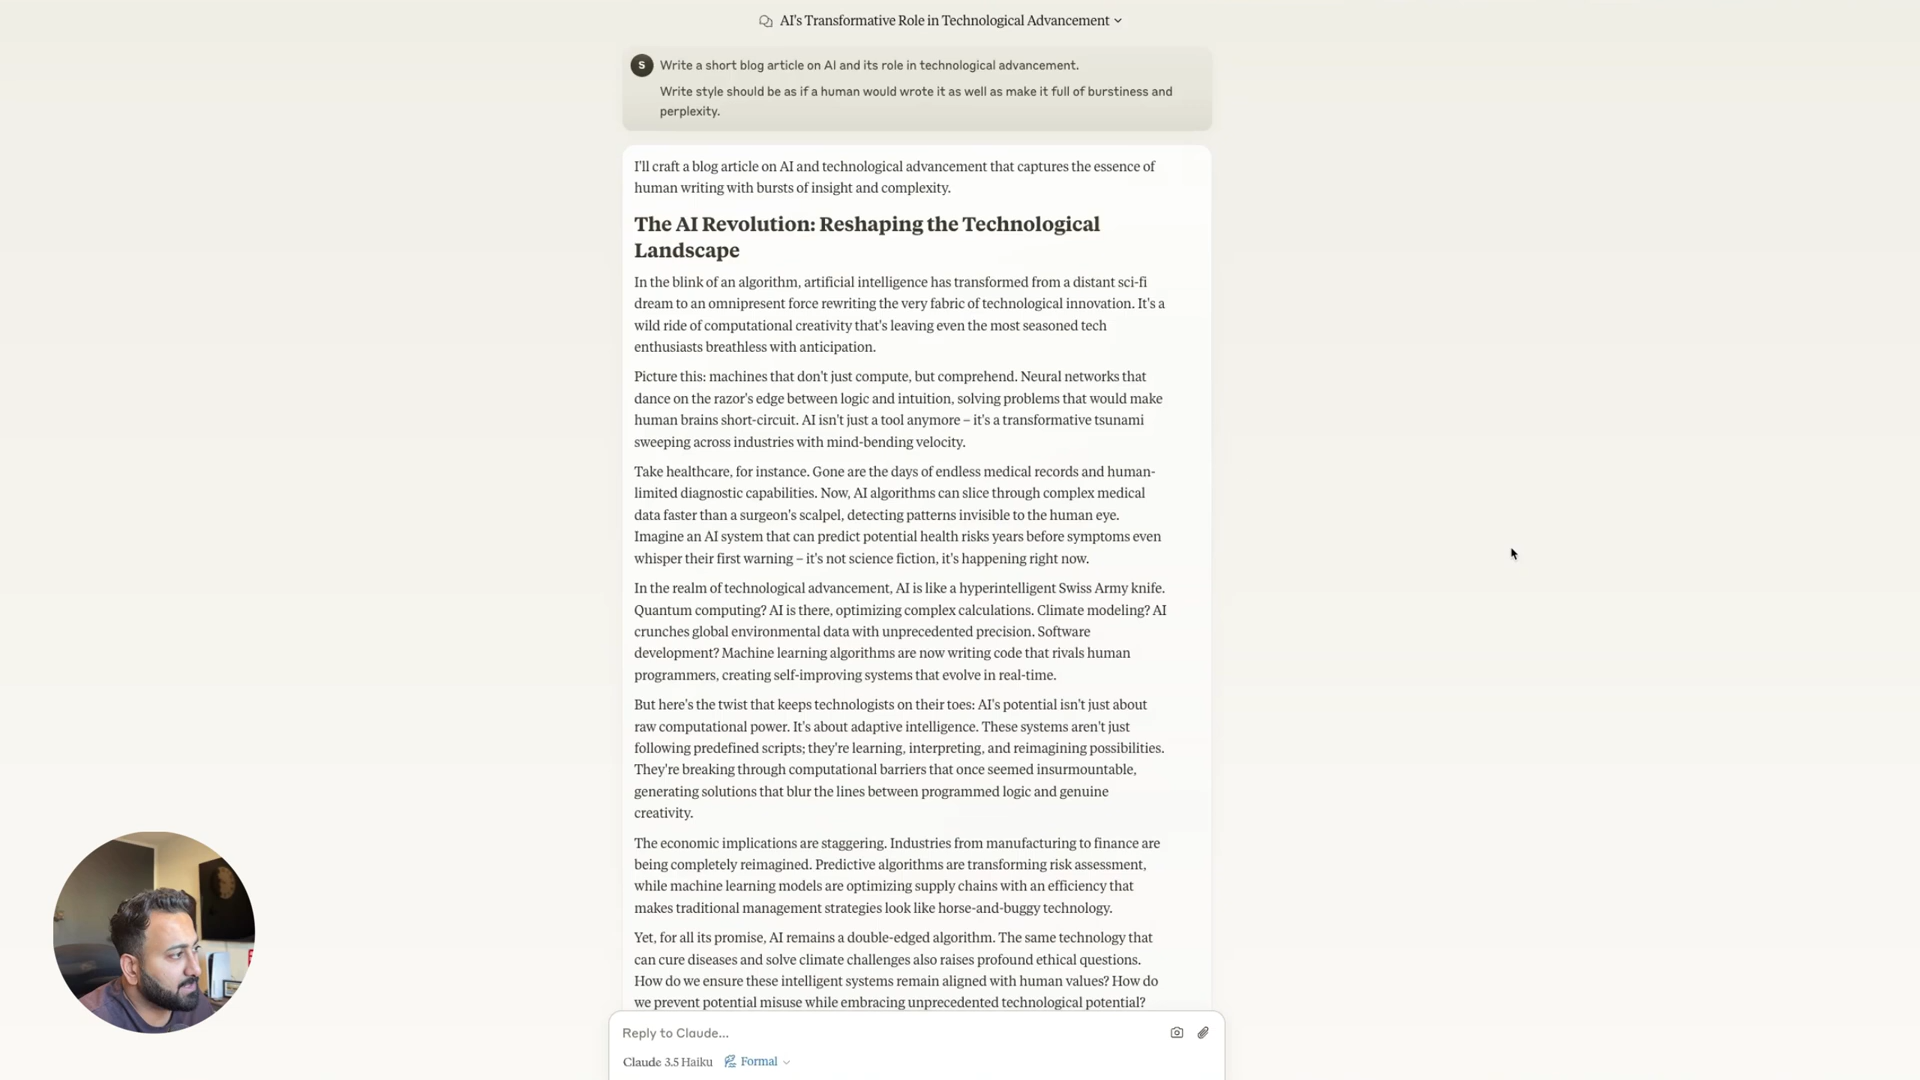 AI's Transformative Role in Technological Advancement
S
Write a short blog article on AI and its role in technological advancement.
Write style should be as if a human would wrote it as well as make it full of burstiness and
perplexity.
I'll craft a blog article on AI and technological advancement that captures the essence of
human writing with bursts of insight and complexity.
The AI Revolution: Reshaping the Technological
Landscape
In the blink of an algorithm, artificial intelligence has transformed from a distant sci-fi
dream to an omnipresent force rewriting the very fabric of technological innovation. It's a
wild ride of computational creativity that's leaving even the most seasoned tech
enthusiasts breathless with anticipation.
Picture this: machines that don't just compute, but comprehend. Neural networks that
dance on the razor's edge between logic and intuition, solving problems that would make
human brains short-circuit. AI isn't just a tool anymore – it's a transformative tsunami
sweeping across industries with mind-bending velocity.
Take healthcare, for instance. Gone are the days of endless medical records and human-
limited diagnostic capabilities. Now, AI algorithms can slice through complex medical
data faster than a surgeon's scalpel, detecting patterns invisible to the human eye.
Imagine an AI system that can predict potential health risks years before symptoms even
whisper their first warning – it's not science fiction, it's happening right now.
In the realm of technological advancement, AI is like a hyperintelligent Swiss Army knife.
Quantum computing? AI is there, optimizing complex calculations. Climate modeling? AI
crunches global environmental data with unprecedented precision. Software
development? Machine learning algorithms are now writing code that rivals human
programmers, creating self-improving systems that evolve in real-time.
But here's the twist that keeps technologists on their toes: AI's potential isn't just about
raw computational power. It's about adaptive intelligence. These systems aren't just
following predefined scripts; they're learning, interpreting, and reimagining possibilities.
They're breaking through computational barriers that once seemed insurmountable,
generating solutions that blur the lines between programmed logic and genuine
creativity.
The economic implications are staggering. Industries from manufacturing to finance are
being completely reimagined. Predictive algorithms are transforming risk assessment,
while machine learning models are optimizing supply chains with an efficiency that
makes traditional management strategies look like horse-and-buggy technology.
Yet, for all its promise, AI remains a double-edged algorithm. The same technology that
can cure diseases and solve climate challenges also raises profound ethical questions.
How do we ensure these intelligent systems remain aligned with human values? How do
we prevent potential misuse while embracing unprecedented technological potential?
Reply to Claude...
Claude 3.5 Haiku Formal